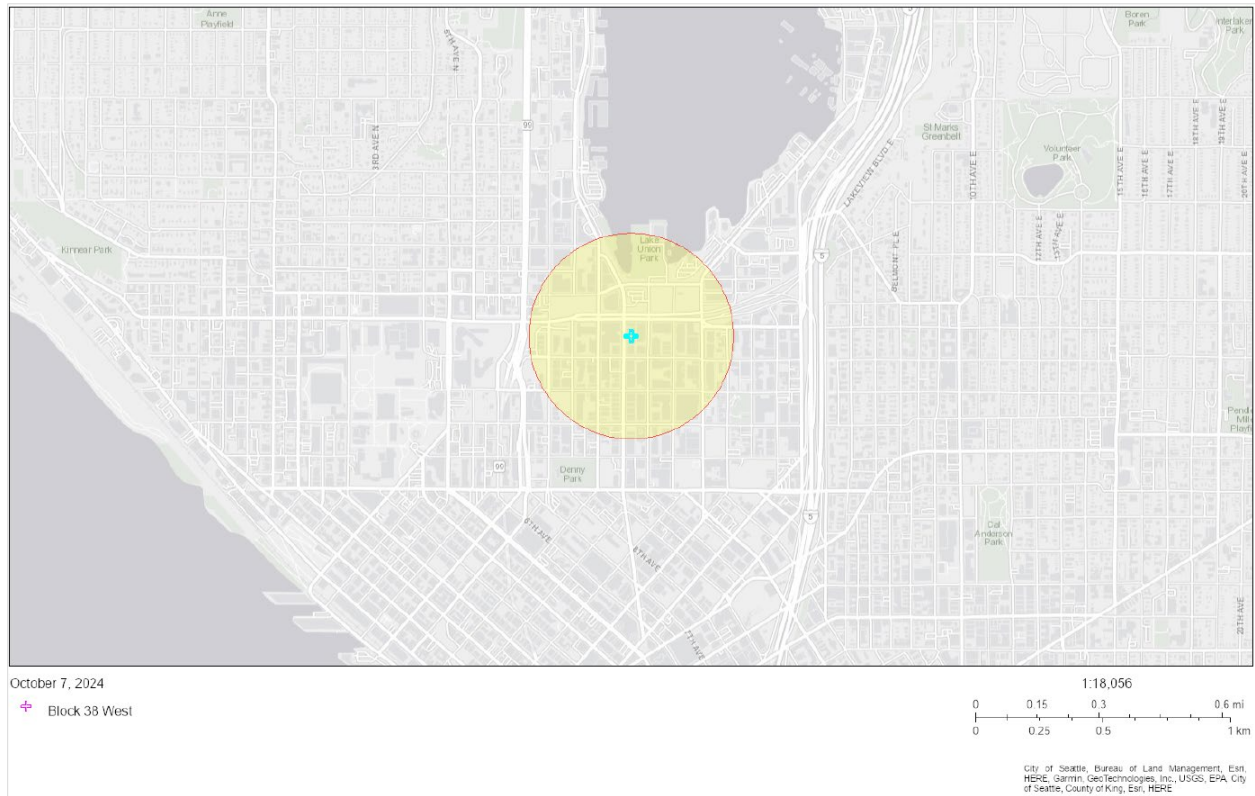 Anne
Playfield
6TH AVE N
99
3RD AVE N
5
Boren
Park
Interlaken
Park
St Marks
Greenbelt
Volunteer
Park
10TH AVE E
15TH AVE E
16TH AVE E
17TH AVE E
18TH AVE E
19TH AVE E
20TH AVE E
LAKEVIEW BLVD E
12TH AVE E
13TH AVE E
Kinnear Park
Lake
Union
Park
5
BELMONT PL E
99
Denny
Park
6TH AVE
8TH AVE
7TH AVE
5
Cal
Anderson
Park
October 7, 2024
Block 38 West
1:18,056
0 0.15 0.3 0.6 mi
0 0.25 0.5 1 km
City of Seattle, Bureau of Land Management, Esri,
HERE, Garmin, GeoTechnologies, Inc., USGS, EPA, City
of Seattle, County of King, Esri, HERE